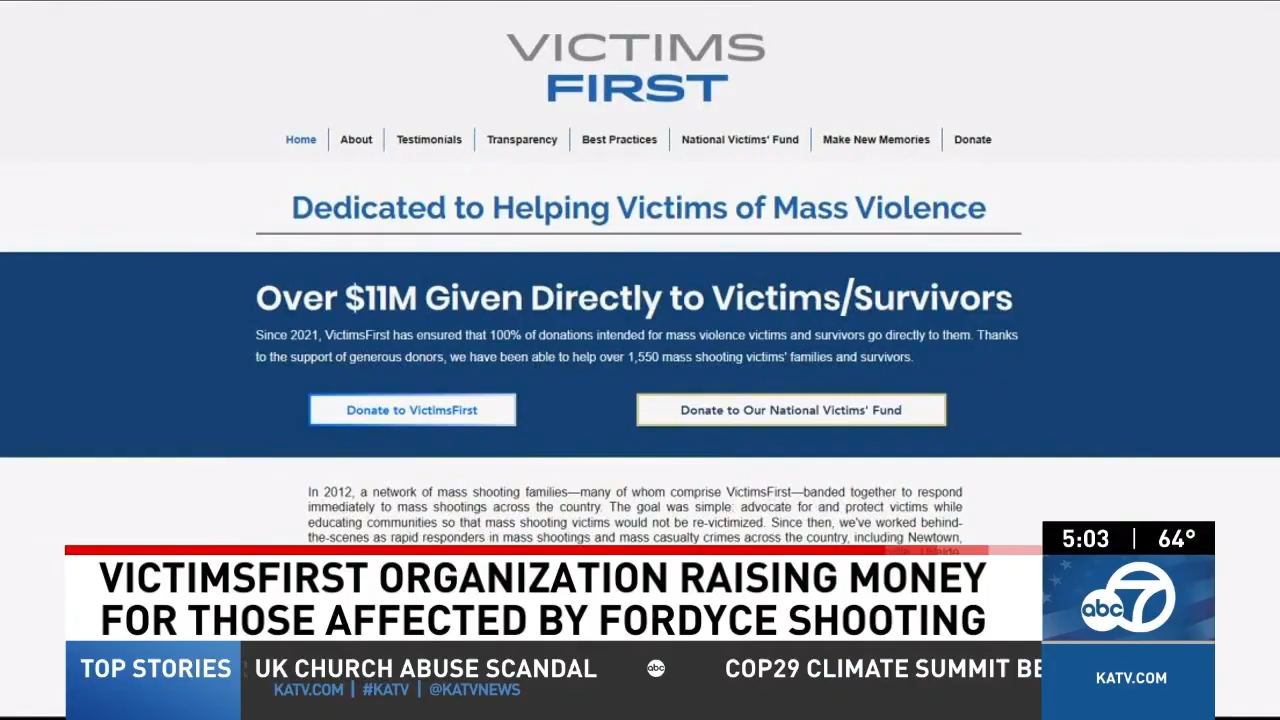 VICTIMS
FIRST
Home
About
Testimonials
Transparency
Best Practices
National Victims' Fund
Make New Memories
Donate
Dedicated to Helping Victims of Mass Violence
Over $11M Given Directly to Victims/Survivors
Since 2021, VictimsFirst has ensured that 100% of donations intended for mass violence victims and survivors go directly to them. Thanks
to the support of generous donors, we have been able to help over 1,550 mass shooting victims' families and survivors.
Donate to VictimsFirst
Donate to Our National Victims' Fund
In 2012, a network of mass shooting families—many of whom comprise VictimsFirst—banded together to respond
immediately to mass shootings across the country. The goal was simple: advocate for and protect victims while
educating communities so that mass shooting victims would not be re-victimized. Since then, we've worked behind-
the-scenes as rapid responders in mass shootings and mass casualty crimes across the country, including Newtown,
VICTIMSFIRST ORGANIZATION RAISING MONEY
FOR THOSE AFFECTED BY FORDYCE SHOOTING
5:03 | 64°
abc 7
TOP STORIES
UK CHURCH ABUSE SCANDAL abc COP29 CLIMATE SUMMIT
KATV.COM | #KATV | @KATVNEWS
KATV.COM